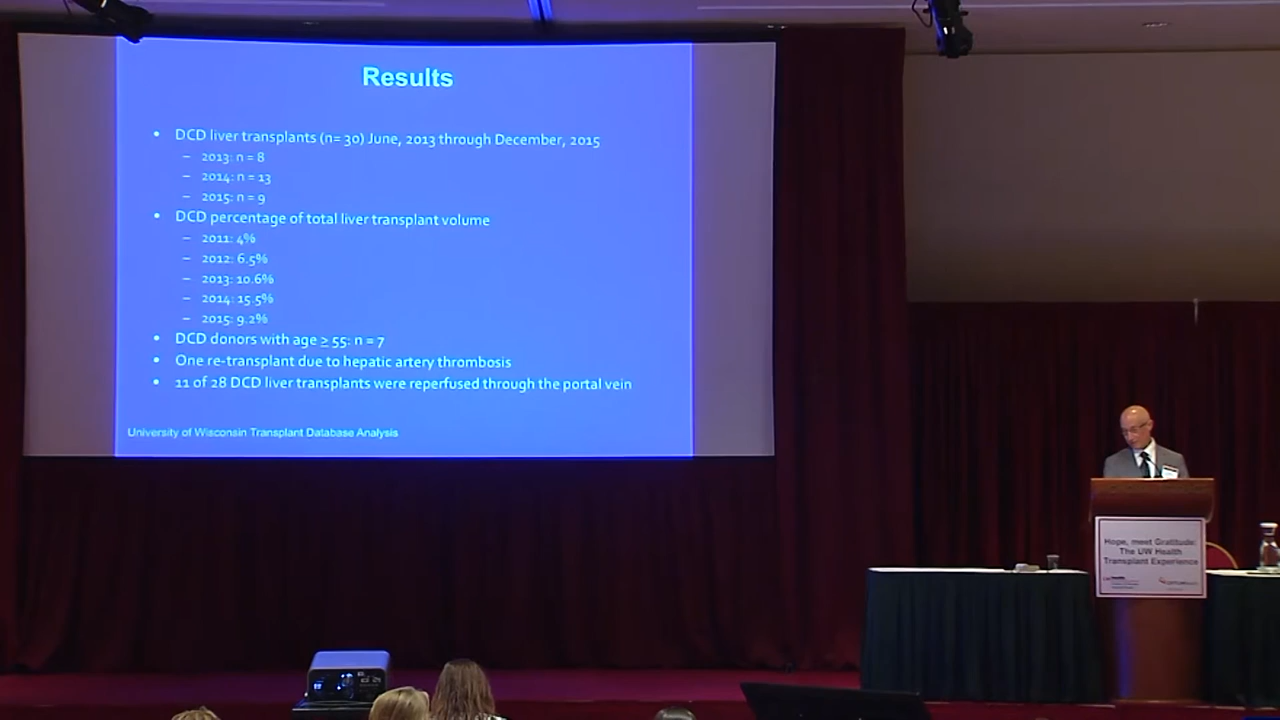 Results
• DCD liver transplants (n= 30) June, 2013 through December, 2015
– 2013: n = 8
– 2014: n = 13
– 2015: n = 9
• DCD percentage of total liver transplant volume
– 2011: 4%
– 2012: 6.5%
– 2013: 10.6%
– 2014: 15.5%
– 2015: 9.2%
• DCD donors with age ≥ 55: n = 7
• One re-transplant due to hepatic artery thrombosis
• 11 of 28 DCD liver transplants were reperfused through the portal vein
University of Wisconsin Transplant Database Analysis
Hope, meet Gratitude:
The UW Health
Transplant Experience